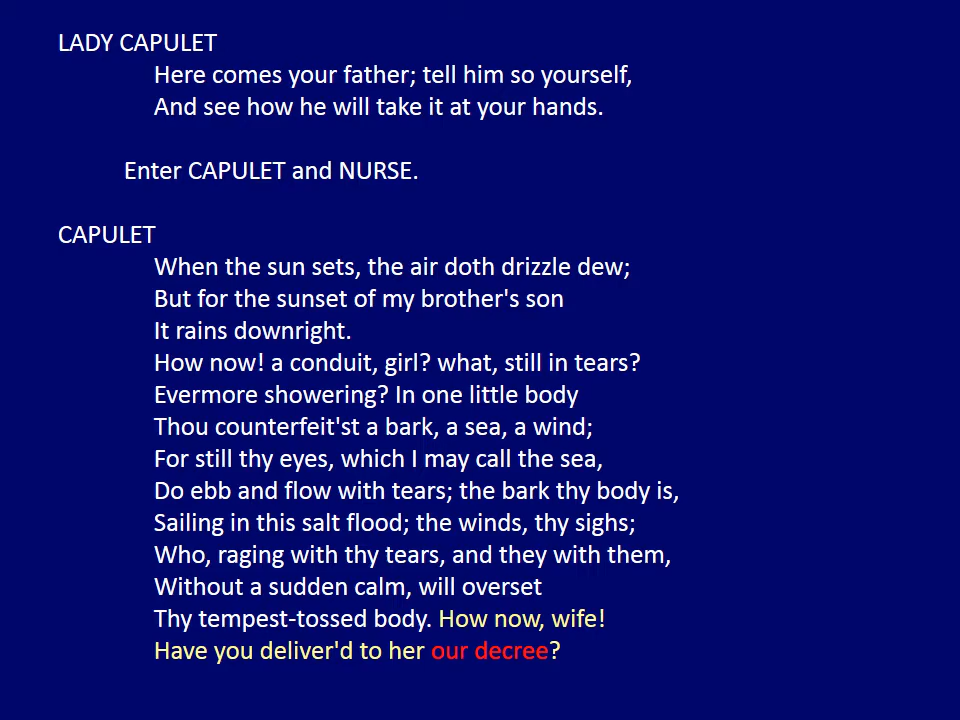 LADY CAPULET
Here comes your father; tell him so yourself,
And see how he will take it at your hands.
Enter CAPULET and NURSE.
CAPULET
When the sun sets, the air doth drizzle dew;
But for the sunset of my brother's son
It rains downright.
How now! a conduit, girl? what, still in tears?
Evermore showering? In one little body
Thou counterfeit'st a bark, a sea, a wind;
For still thy eyes, which I may call the sea,
Do ebb and flow with tears; the bark thy body is,
Sailing in this salt flood; the winds, thy sighs;
Who, raging with thy tears, and they with them,
Without a sudden calm, will overset
Thy tempest-tossed body. How now, wife!
Have you deliver'd to her our decree?